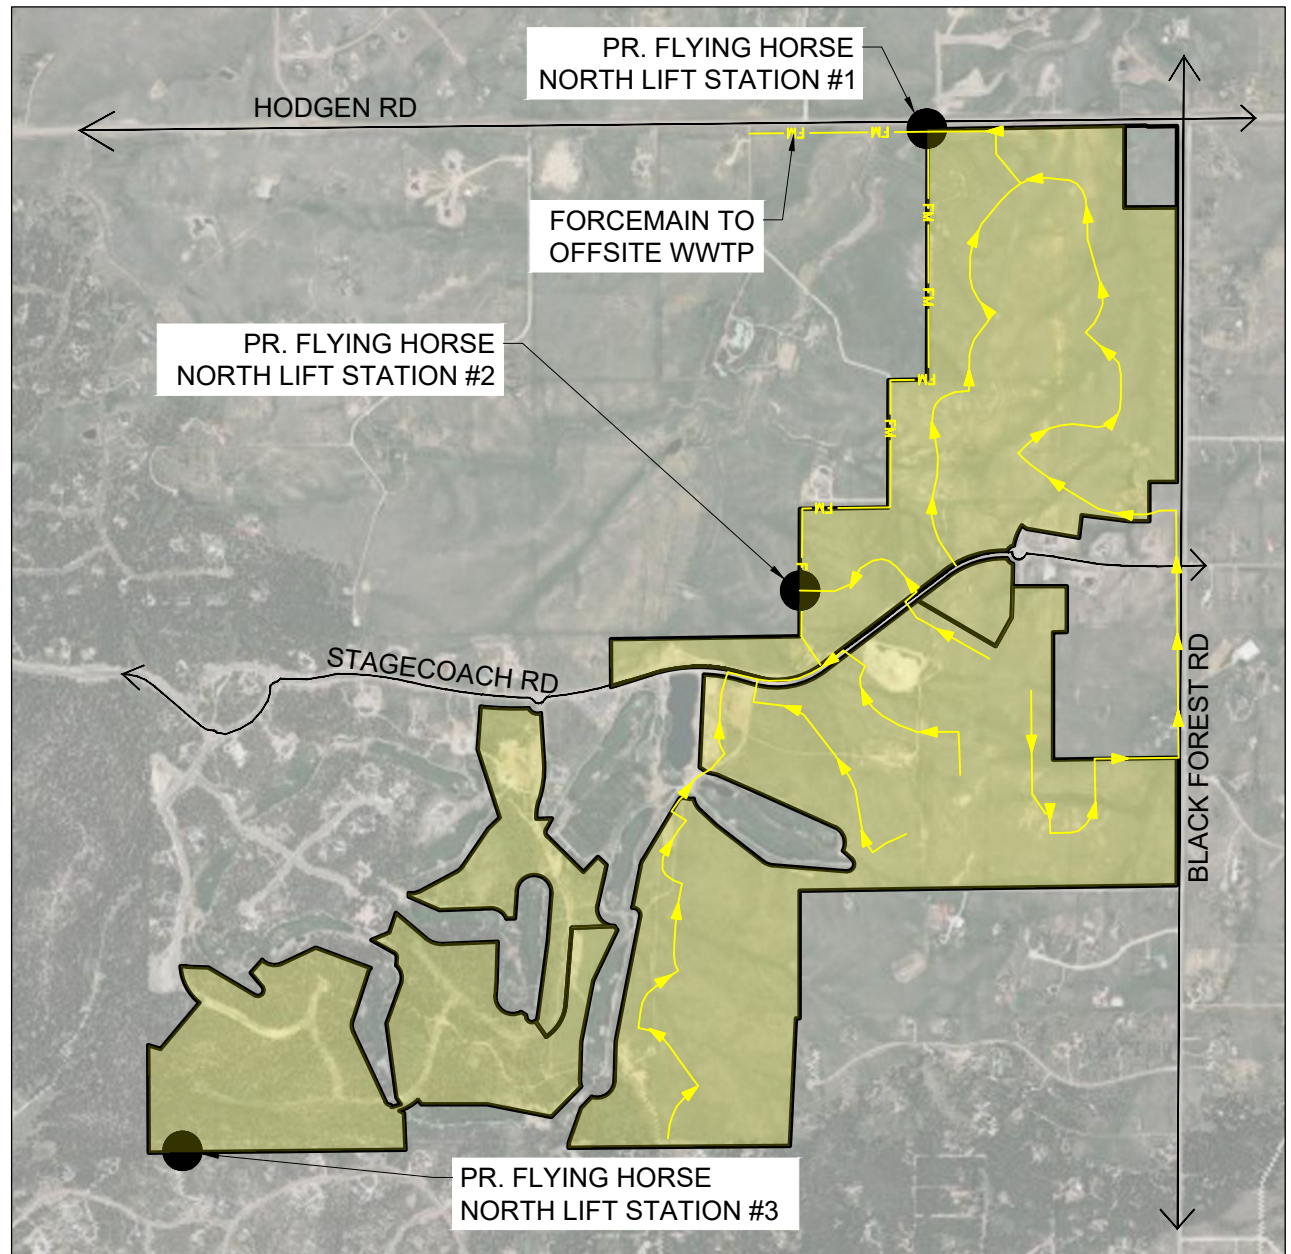 PR. FLYING HORSE
NORTH LIFT STATION #1
HODGEN RD
FM
FM
FORCEMAIN TO
OFFSITE WWTP
FM
FM
PR. FLYING HORSE
NORTH LIFT STATION #2
FM
FM
FM
F
STAGECOACH RD
BLACK FOREST RD
PR. FLYING HORSE
NORTH LIFT STATION #3